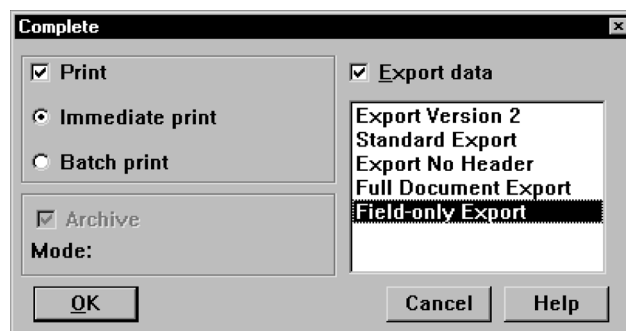 Complete
Print
Immediate print
Batch print
Archive
Mode:
Export data
Export Version 2
Standard Export
Export No Header
Full Document Export
Field-only Export
OK
Cancel
Help